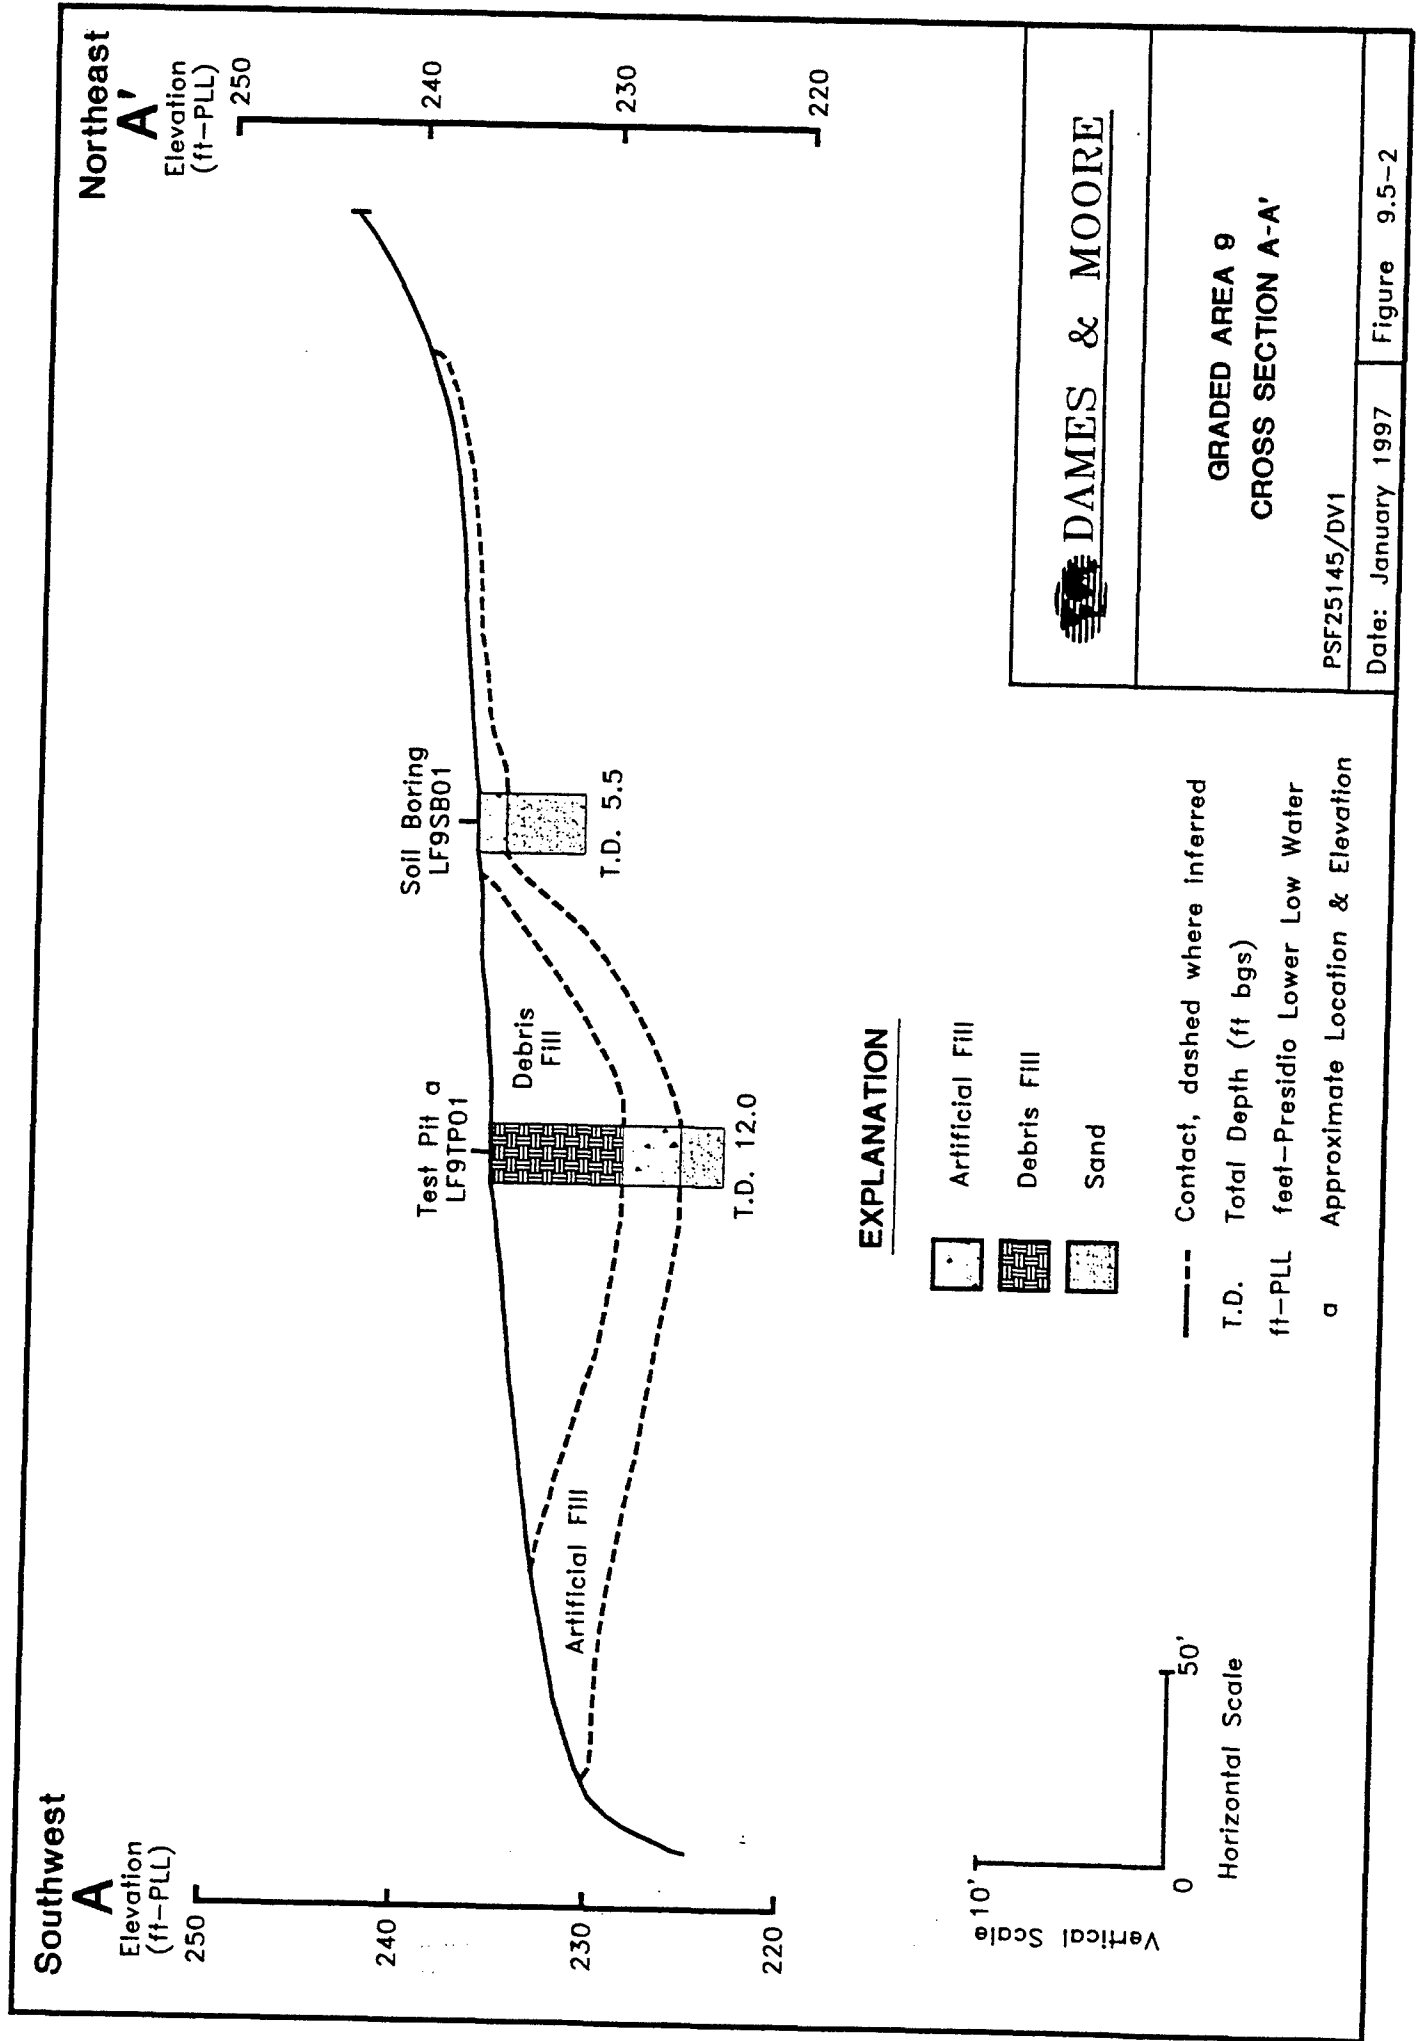 Southwest
A
Elevation
(ft-PLL)
250
240
230
220
Northeast
A'
Elevation
(ft-PLL)
250
240
230
220
Test Pit a
LF9TP01
Soil Boring
LF9SB01
Debris
Fill
Artificial Fill
T.D. 12.0
T.D. 5.5
EXPLANATION
Artificial Fill
Debris Fill
Sand
Contact, dashed where inferred
T.D. Total Depth (ft bgs)
ft-PLL feet-Presidio Lower Low Water
a Approximate Location & Elevation
Vertical Scale
10'
0
50'
Horizontal Scale
DAMES & MOORE
GRADED AREA 9
CROSS SECTION A-A'
PSF25145/DV1
Date: January 1997 Figure 9.5-2